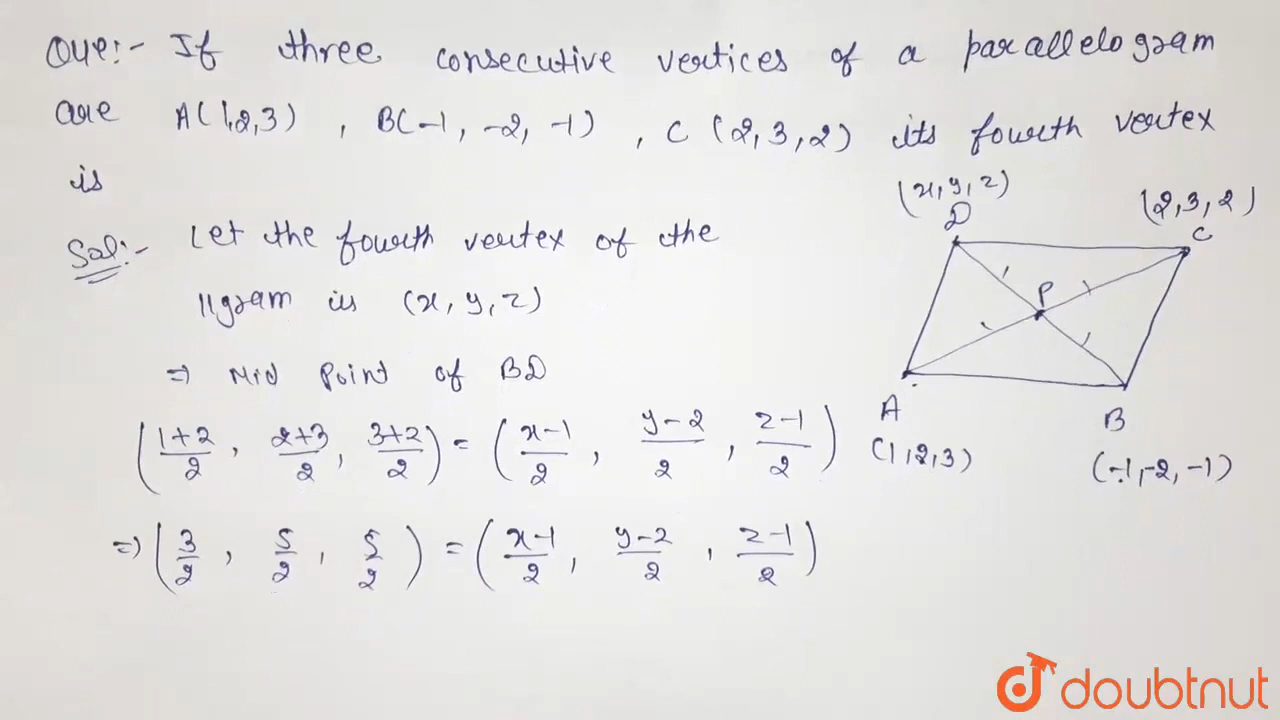 Que:- If three consecutive vertices of a parallelogram
are A(1,2,3) , B(-1, -2, -1) , C (2,3,2) its fourth vertex
is
Sol:- Let the fourth vertex of the
||gram is (x, y, z)
⇒ Mid Point of BD
(1+2/2 , 2+3/2 , 3+2/2) = (x-1/2 , y-2/2 , z-1/2)
⇒ (3/2 , 5/2 , 5/2) = (x-1/2 , y-2/2 , z-1/2)
(x, y, z)
D
(2,3,2)
C
P
A
(1,2,3)
B
(-1,-2,-1)
doubtnut